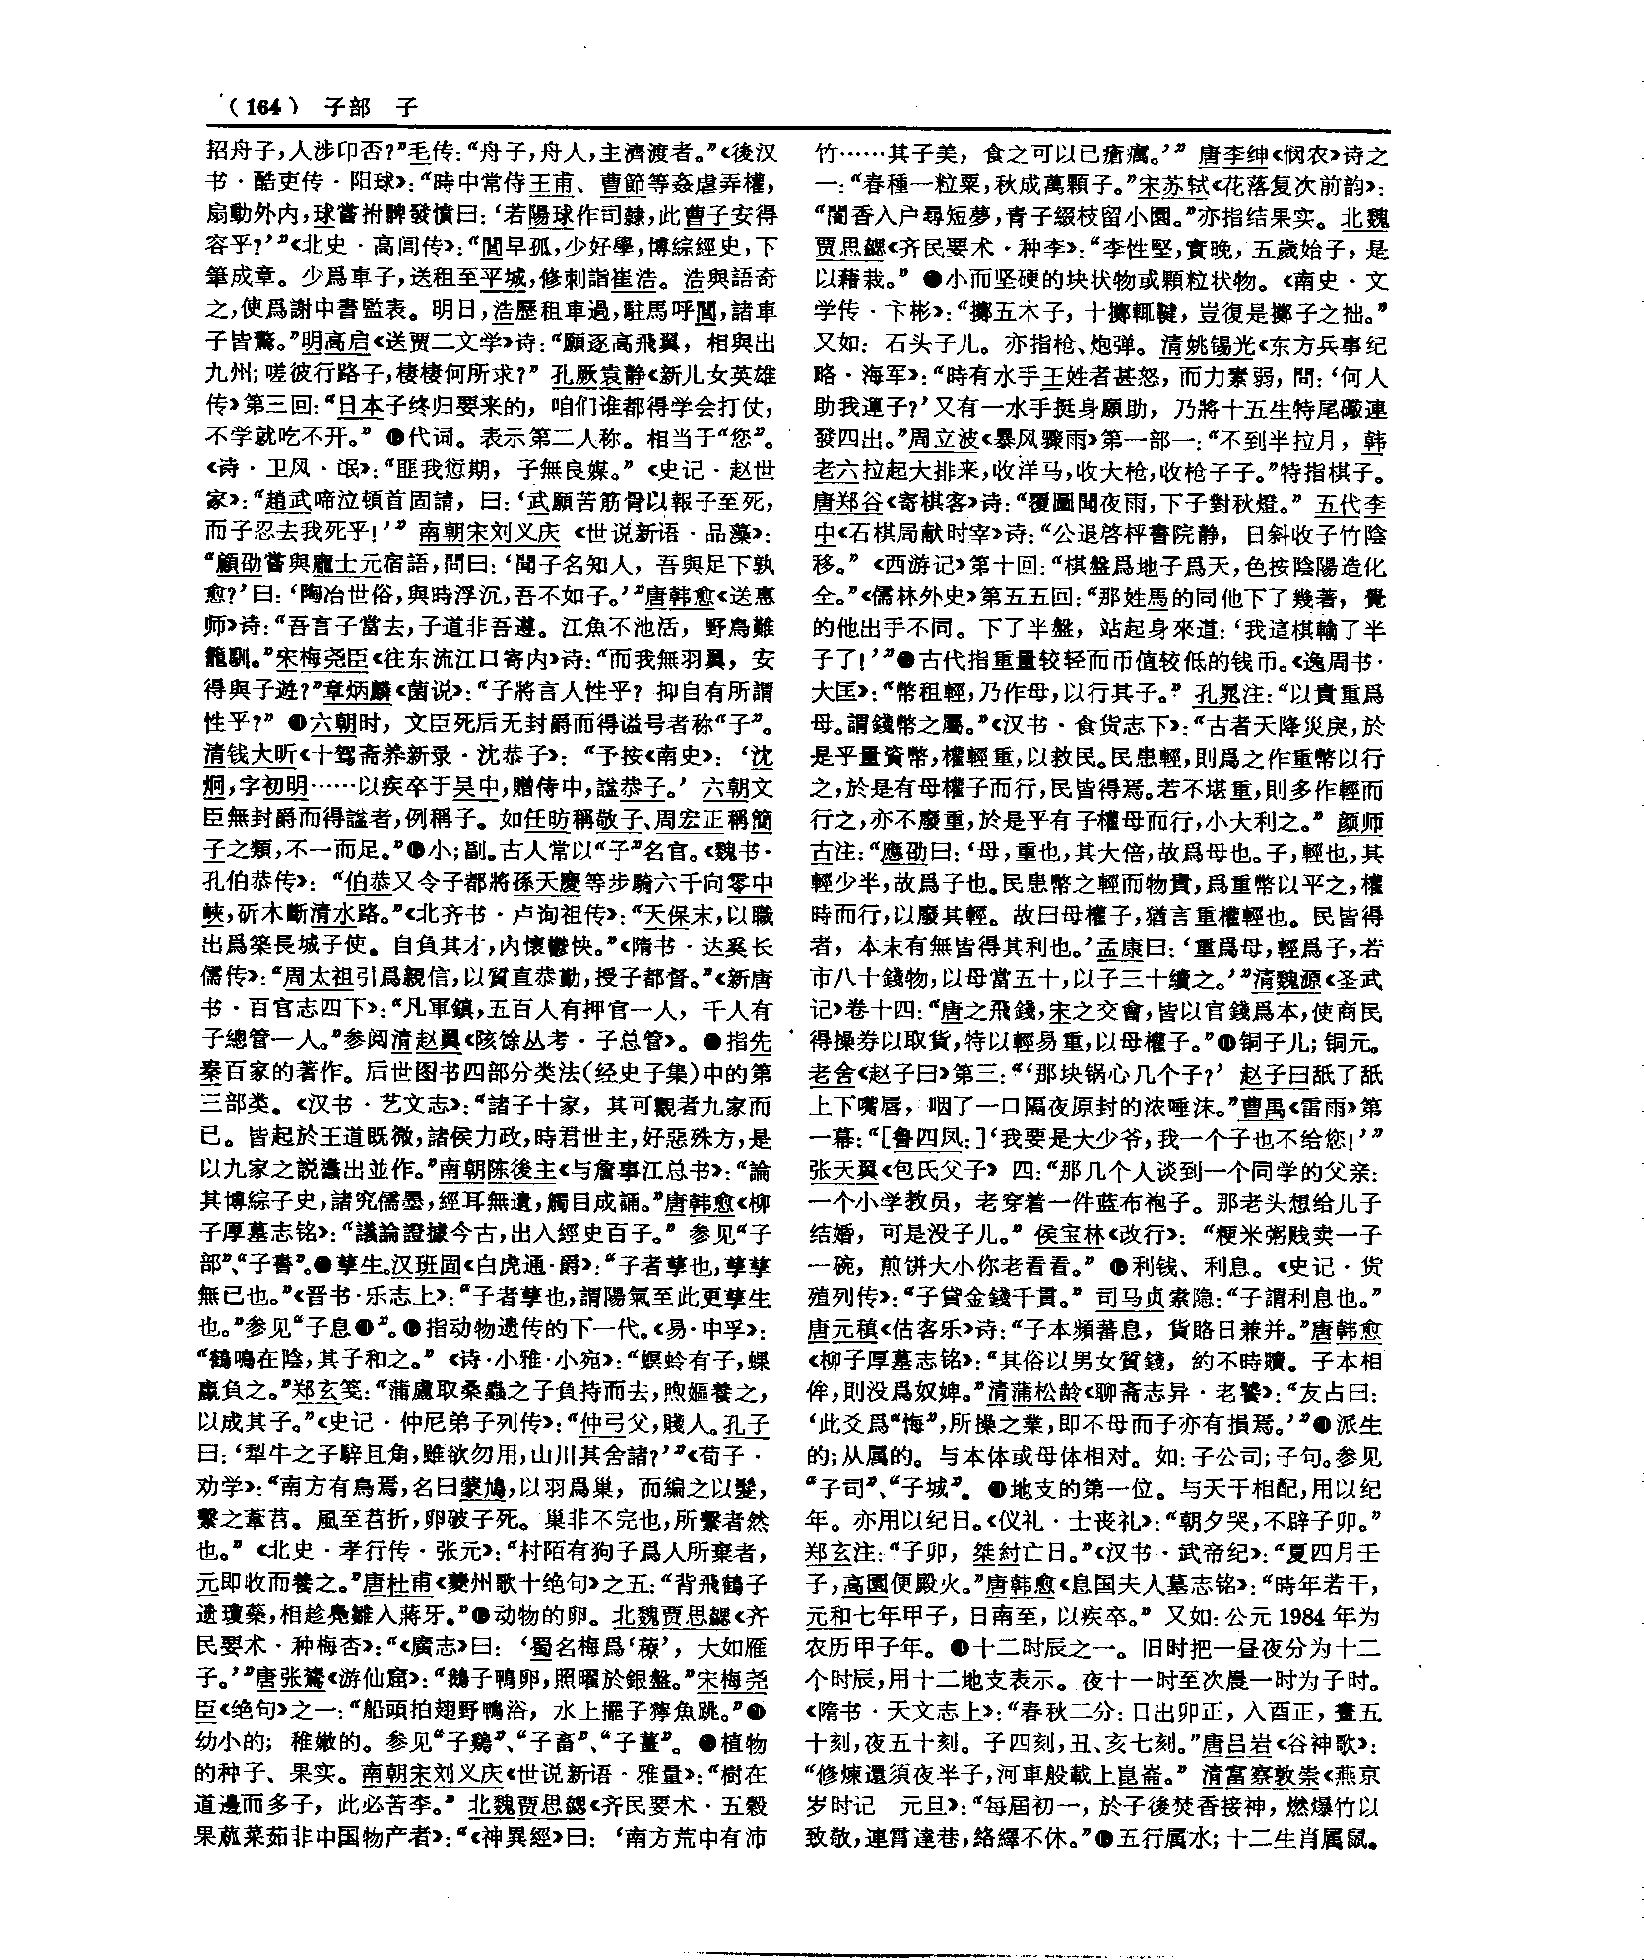 （164） 子部 子
招舟子，人涉卬否？”毛传：“舟子，舟人，主濟渡者。”《後汉
书·酷吏传·阳球》：“時中常侍王甫、曹節等姦虐弄權，
扇動外内，球嘗拊髀發憤曰：‘若陽球作司隸，此曹子安得
容乎？’”《北史·高闾传》：“閭早孤，少好學，博綜經史，下
筆成章。少爲車子，送租至平城，修刺詣崔浩。浩與語奇
之，使爲謝中書監表。明日，浩歷租車過，駐馬呼閭，諸車
子皆驚。”明高启《送贾二文学》诗：“願逐高飛翼，相與出
九州；嗟彼行路子，棲棲何所求？”孔厥袁静《新儿女英雄
传》第三回：“日本子终归要来的，咱们谁都得学会打仗，
不学就吃不开。” 代词。表示第二人称。相当于“您”。
《诗·卫风·氓》：“匪我愆期，子無良媒。”《史记·赵世
家》：“趙武啼泣頓首固請，曰：‘武願苦筋骨以報子至死，
而子忍去我死乎！’”南朝宋刘义庆《世说新语·品藻》：
“顧劭嘗與龐士元宿語，問曰：‘聞子名知人，吾與足下孰
愈？’曰：‘陶冶世俗，與時浮沉，吾不如子。’”唐韩愈《送惠
师》诗：“吾言子當去，子道非吾遵。江魚不池活，野鳥難
籠馴。”宋梅尧臣《往东流江口寄内》诗：“而我無羽翼，安
得與子遊？”章炳麟《菌说》：“子將言人性乎？抑自有所謂
性乎？” 六朝时，文臣死后无封爵而得谥号者称“子”。
清钱大昕《十驾斋养新录·沈恭子》：“予按《南史》：‘沈
炯，字初明……以疾卒于吴中，贈侍中，諡恭子。’六朝文
臣無封爵而得諡者，例稱子。如任昉稱敬子、周宏正稱簡
子之類，不一而足。” 小；副。古人常以“子”名官。《魏书·
孔伯恭传》：“伯恭又令子都將孫天慶等步騎六千向零中
峽，斫木斷清水路。”《北齐书·卢询祖传》：“天保末，以職
出爲築長城子使。自負其才，内懷鬱怏。”《隋书·达奚长
儒传》：“周太祖引爲親信，以質直恭勤，授子都督。”《新唐
书·百官志四下》：“凡軍鎮，五百人有押官一人，千人有
子總管一人。”参阅清赵翼《陔馀丛考·子总管》。 指先
秦百家的著作。后世图书四部分类法（经史子集）中的第
三部类。《汉书·艺文志》：“諸子十家，其可觀者九家而
已。皆起於王道既微，諸侯力政，時君世主，好惡殊方，是
以九家之説蠭出並作。”南朝陈後主《与詹事江总书》：“論
其博綜子史，諳究儒墨，經耳無遺，觸目成誦。”唐韩愈《柳
子厚墓志铭》：“議論證據今古，出入經史百子。”参见“子
部”、“子書”。 孳生。汉班固《白虎通·爵》：“子者孳也，孳孳
無已也。”《晋书·乐志上》：“子者孳也，謂陽氣至此更孳生
也。”参见“子息”。 指动物遗传的下一代。《易·中孚》：
“鶴鳴在陰，其子和之。”《诗·小雅·小宛》：“螟蛉有子，蜾
蠃負之。”郑玄笺：“蒲盧取桑蟲之子負持而去，煦嫗養之，
以成其子。”《史记·仲尼弟子列传》：“仲弓父，賤人。孔子
曰：‘犁牛之子騂且角，雖欲勿用，山川其舍諸？’”《荀子·
劝学》：“南方有鳥焉，名曰蒙鳩，以羽爲巢，而編之以髮，
繫之葦苕。風至苕折，卵破子死。巢非不完也，所繫者然
也。”《北史·孝行传·张元》：“村陌有狗子爲人所棄者，
元即收而養之。”唐杜甫《夔州歌十绝句》之五：“背飛鶴子
遺瓊蘂，相趁鳧雛入蔣牙。” 动物的卵。北魏贾思勰《齐
民要术·种梅杏》：“《廣志》曰：‘蜀名梅爲‘䕩’，大如雁
子。’”唐张鷟《游仙窟》：“鵝子鴨卵，照曜於銀盤。”宋梅尧
臣《绝句》之一：“船頭拍翅野鴨浴，水上擺子㸹魚跳。”
幼小的；稚嫩的。参见“子鷄”、“子畜”、“子薑”。 植物
的种子、果实。南朝宋刘义庆《世说新语·雅量》：“樹在
道邊而多子，此必苦李。”北魏贾思勰《齐民要术·五穀
果蓏菜茹非中国物产者》：“《神異經》曰：‘南方荒中有沛
竹……其子美，食之可以已瘡癘。’”唐李绅《悯农》诗之
一：“春種一粒粟，秋成萬顆子。”宋苏轼《花落复次前韵》：
“闇香入户尋短夢，青子綴枝留小園。”亦指结果实。北魏
贾思勰《齐民要术·种李》：“李性堅，實晚，五歲始子，是
以藉栽。” 小而坚硬的块状物或顆粒状物。《南史·文
学传·卞彬》：“擲五木子，十擲輒鞬，豈復是擲子之拙。”
又如：石头子儿。亦指枪、炮弹。清姚锡光《东方兵事纪
略·海军》：“時有水手王姓者甚怒，而力素弱，問：‘何人
助我運子？’又有一水手挺身願助，乃將十五生特尾礮連
發四出。”周立波《暴风骤雨》第一部一：“不到半拉月，韩
老六拉起大排来，收洋马，收大枪，收枪子子。”特指棋子。
唐郑谷《寄棋客》诗：“覆圖聞夜雨，下子對秋燈。”五代李
中《石棋局献时宰》诗：“公退啓枰書院静，日斜收子竹陰
移。”《西游记》第十回：“棋盤爲地子爲天，色按陰陽造化
全。”《儒林外史》第五五回：“那姓馬的同他下了幾著，覺
的他出手不同。下了半盤，站起身來道：‘我這棋輸了半
子了！’” 古代指重量较轻而币值较低的钱币。《逸周书·
大匡》：“幣租輕，乃作母，以行其子。”孔晁注：“以貴重爲
母。謂錢幣之屬。”《汉书·食货志下》：“古者天降災戾，於
是乎量資幣，權輕重，以救民。民患輕，則爲之作重幣以行
之，於是有母權子而行，民皆得焉。若不堪重，則多作輕而
行之，亦不廢重，於是乎有子權母而行，小大利之。”颜师
古注：“應劭曰：‘母，重也，其大倍，故爲母也。子，輕也，其
輕少半，故爲子也。民患幣之輕而物貴，爲重幣以平之，權
時而行，以廢其輕。故曰母權子，猶言重權輕也。民皆得
者，本末有無皆得其利也。’孟康曰：‘重爲母，輕爲子，若
市八十錢物，以母當五十，以子三十續之。’”清魏源《圣武
记》卷十四：“唐之飛錢，宋之交會，皆以官錢爲本，使商民
得操券以取貨，特以輕易重，以母權子。” 铜子儿；铜元。
老舍《赵子曰》第三：“‘那块锅心几个子？’赵子曰舐了舐
上下嘴唇，咽了一口隔夜原封的浓唾沫。”曹禺《雷雨》第
一幕：“［鲁四凤：］‘我要是大少爷，我一个子也不给您！’”
张天翼《包氏父子》四：“那几个人谈到一个同学的父亲：
一个小学教员，老穿着一件蓝布袍子。那老头想给儿子
结婚，可是没子儿。”侯宝林《改行》：“粳米粥贱卖一子
一碗，煎饼大小你老看看。” 利钱、利息。《史记·货
殖列传》：“子貸金錢千貫。”司马贞索隐：“子謂利息也。”
唐元稹《估客乐》诗：“子本頻蕃息，貨賂日兼并。”唐韩愈
《柳子厚墓志铭》：“其俗以男女質錢，約不時贖。子本相
侔，則没爲奴婢。”清蒲松龄《聊斋志异·老饕》：“友占曰：
‘此爻爲“悔”，所操之業，即不母而子亦有損焉。’” 派生
的；从属的。与本体或母体相对。如：子公司；子句。参见
“子司”、“子城”。 地支的第一位。与天干相配，用以纪
年。亦用以纪日。《仪礼·士丧礼》：“朝夕哭，不辟子卯。”
郑玄注：“子卯，桀紂亡日。”《汉书·武帝纪》：“夏四月壬
子，高園便殿火。”唐韩愈《息国夫人墓志铭》：“時年若干，
元和七年甲子，日南至，以疾卒。”又如：公元1984年为
农历甲子年。 十二时辰之一。旧时把一昼夜分为十二
个时辰，用十二地支表示。夜十一时至次晨一时为子时。
《隋书·天文志上》：“春秋二分：日出卯正，入酉正，晝五
十刻，夜五十刻。子四刻，丑、亥七刻。”唐吕岩《谷神歌》：
“修煉還須夜半子，河車般載上崑崙。”清富察敦崇《燕京
岁时记 元旦》：“每屆初一，於子後焚香接神，燃爆竹以
致敬，連宵達巷，絡繹不休。” 五行属水；十二生肖属鼠。